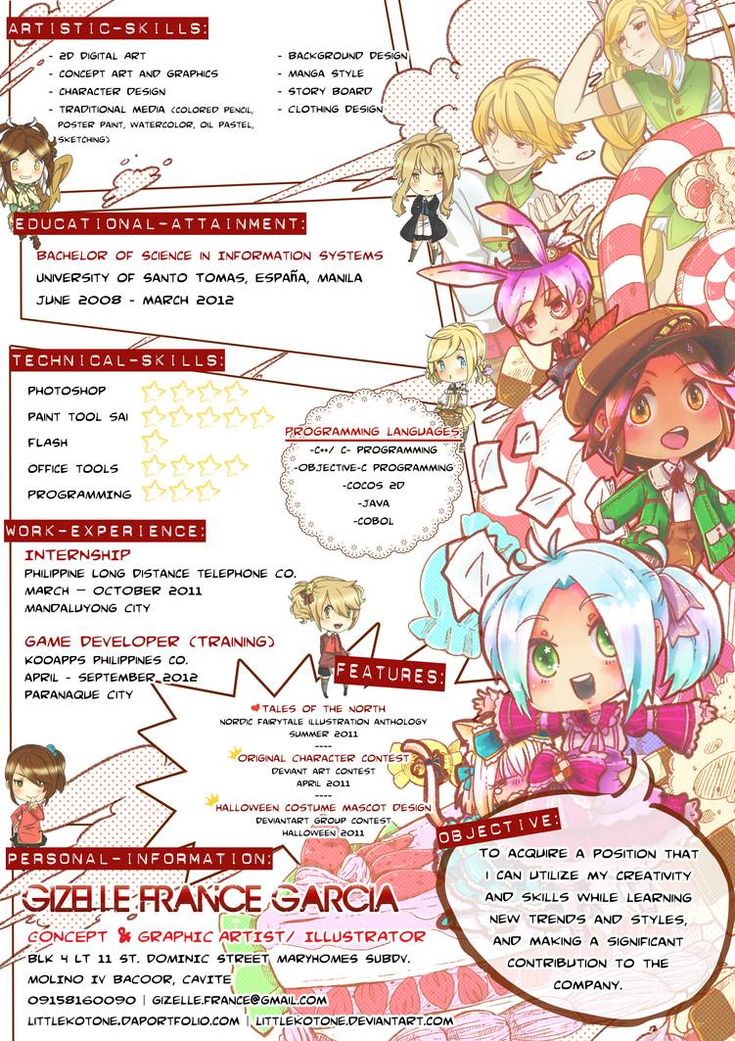 ARTISTIC-SKILLS:
- 2D DIGITAL ART
- CONCEPT ART AND GRAPHICS
- CHARACTER DESIGN
- TRADITIONAL MEDIA (COLORED PENCIL,
POSTER PAINT, WATERCOLOR, OIL PASTEL,
SKETCHING)
- BACKGROUND DESIGN
- MANGA STYLE
- STORY BOARD
- CLOTHING DESIGN
EDUCATIONAL-ATTAINMENT:
BACHELOR OF SCIENCE IN INFORMATION SYSTEMS
UNIVERSITY OF SANTO TOMAS, ESPAñA, MANILA
JUNE 2008 - MARCH 2012
TECHNICAL-SKILLS:
PHOTOSHOP
PAINT TOOL SAI
FLASH
OFFICE TOOLS
PROGRAMMING
PROGRAMMING LANGUAGES:
-C++/ C- PROGRAMMING
-OBJECTIVE-C PROGRAMMING
-COCOS 2D
-JAVA
-COBOL
WORK-EXPERIENCE:
INTERNSHIP
PHILIPPINE LONG DISTANCE TELEPHONE CO.
MARCH – OCTOBER 2011
MANDALUYONG CITY
GAME DEVELOPER (TRAINING)
KOOAPPS PHILIPPINES CO.
APRIL - SEPTEMBER 2012
PARANAQUE CITY
FEATURES:
TALES OF THE NORTH
NORDIC FAIRYTALE ILLUSTRATION ANTHOLOGY
SUMMER 2011
----
ORIGINAL CHARACTER CONTEST
DEVIANT ART CONTEST
APRIL 2011
----
HALLOWEEN COSTUME MASCOT DESIGN
DEVIANTART GROUP CONTEST
HALLOWEEN 2011
OBJECTIVE:
TO ACQUIRE A POSITION THAT
I CAN UTILIZE MY CREATIVITY
AND SKILLS WHILE LEARNING
NEW TRENDS AND STYLES,
AND MAKING A SIGNIFICANT
CONTRIBUTION TO THE
COMPANY.
PERSONAL-INFORMATION:
GIZELLE FRANCE GARCIA
CONCEPT & GRAPHIC ARTIST/ ILLUSTRATOR
BLK 4 LT 11 ST. DOMINIC STREET MARYHOMES SUBDV.
MOLINO IV BACOOR, CAVITE
09158160090 | GIZELLE.FRANCE@GMAIL.COM
LITTLEKOTONE.DAPORTFOLIO.COM | LITTLEKOTONE.DEVIANTART.COM